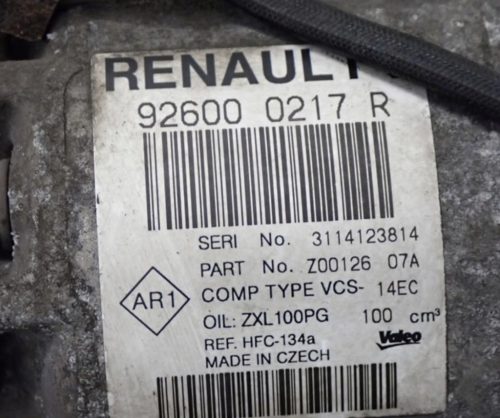 RENAULT
92600 0217 R
SERI No. 3114123814
PART No. Z00126 07A
AR1
COMP TYPE VCS- 14EC
OIL: ZXL100PG 100 cm³
REF. HFC-134a
Valeo
MADE IN CZECH